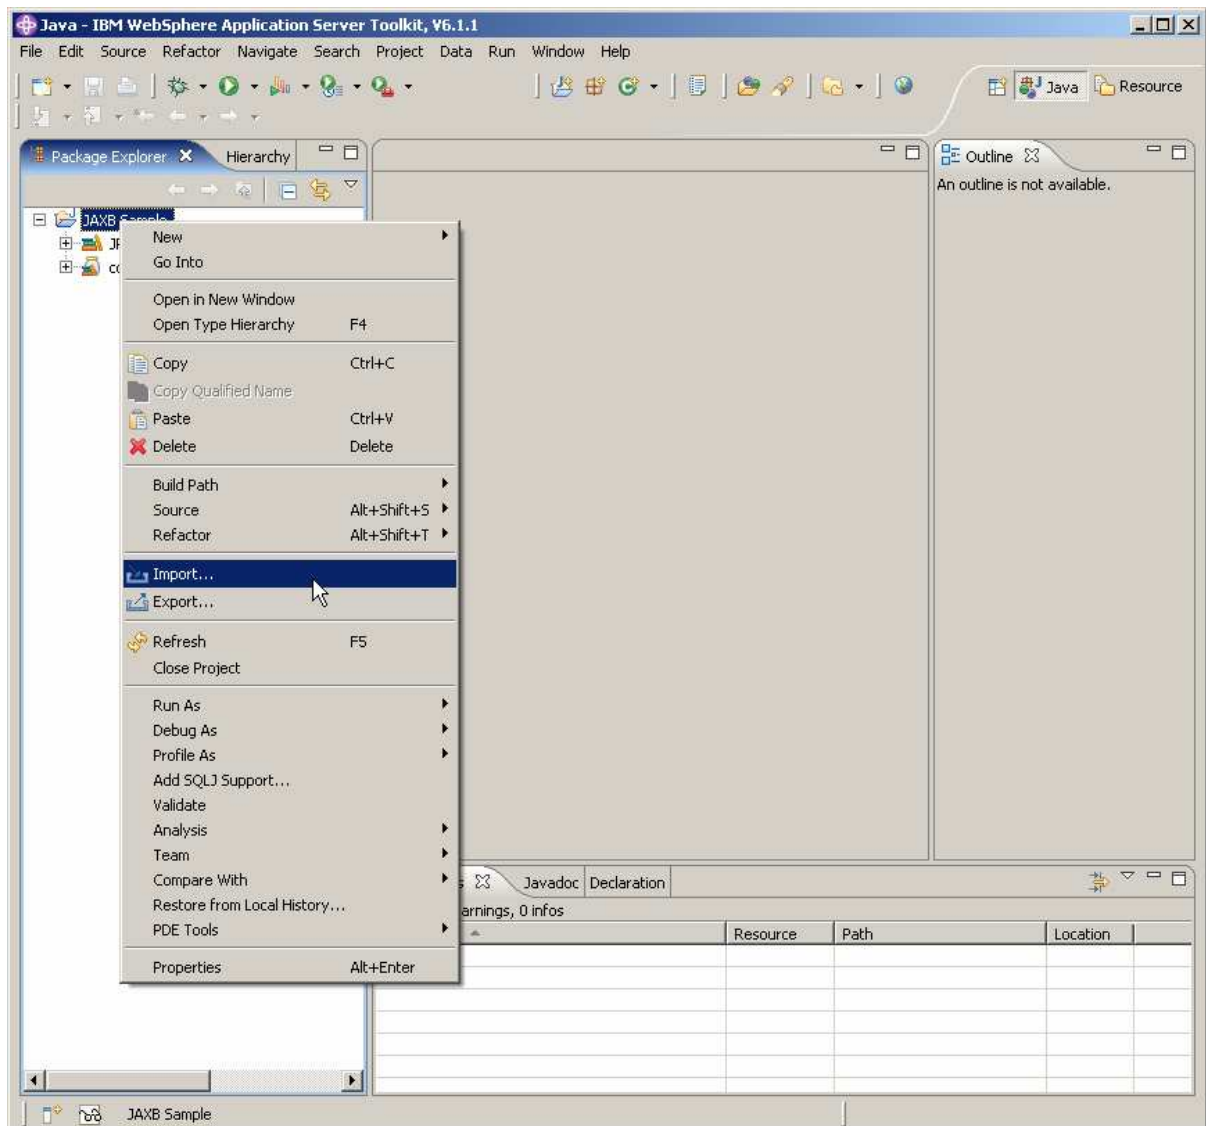 Java - IBM WebSphere Application Server Toolkit, V6.1.1
File Edit Source Refactor Navigate Search Project Data Run Window Help
Java Resource
Package Explorer Hierarchy
Outline
An outline is not available.
JAXB Sample
New
Go Into
Open in New Window
Open Type Hierarchy F4
Copy Ctrl+C
Copy Qualified Name
Paste Ctrl+V
Delete Delete
Build Path
Source Alt+Shift+S
Refactor Alt+Shift+T
Import...
Export...
Refresh F5
Close Project
Run As
Debug As
Profile As
Add SQLJ Support...
Validate
Analysis
Team
Compare With
Restore from Local History...
PDE Tools
Properties Alt+Enter
Javadoc Declaration
arnings, 0 infos
Resource Path Location
JAXB Sample